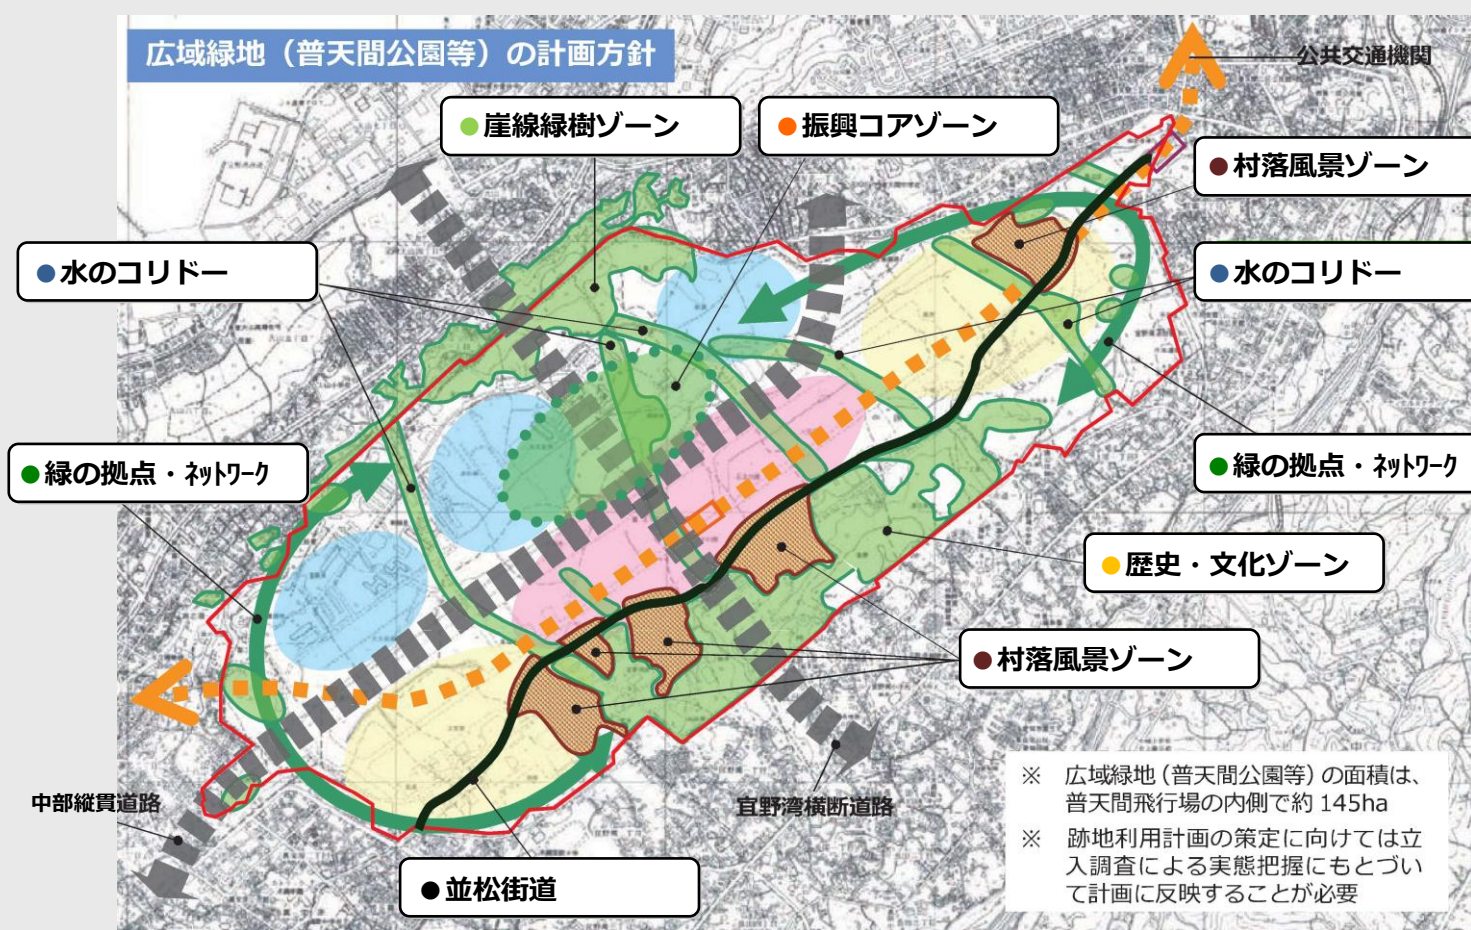 広域緑地（普天間公園等）の計画方針
公共交通機関
●崖線緑樹ゾーン
●振興コアゾーン
●村落風景ゾーン
●水のコリドー
●水のコリドー
●緑の拠点・ﾈｯﾄﾜｰｸ
●緑の拠点・ﾈｯﾄﾜｰｸ
●歴史・文化ゾーン
●村落風景ゾーン
中部縦貫道路
宜野湾横断道路
●並松街道
※　広域緑地（普天間公園等）の面積は、
普天間飛行場の内側で約 145ha
※　跡地利用計画の策定に向けては立
入調査による実態把握にもとづい
て計画に反映することが必要